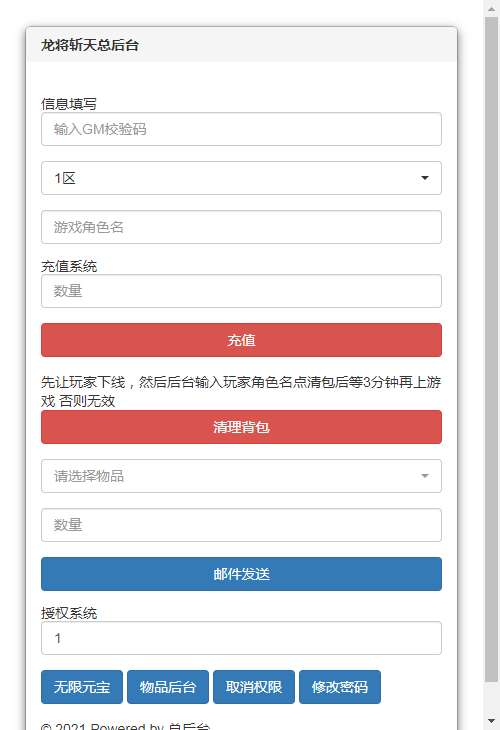 龙将斩天总后台
信息填写
输入GM校验码
1区
游戏角色名
充值系统
数量
充值
先让玩家下线，然后后台输入玩家角色名点清包后等3分钟再上游
戏 否则无效
清理背包
请选择物品
数量
邮件发送
授权系统
1
无限元宝 物品后台 取消权限 修改密码
© 2021 Powered by 总后台